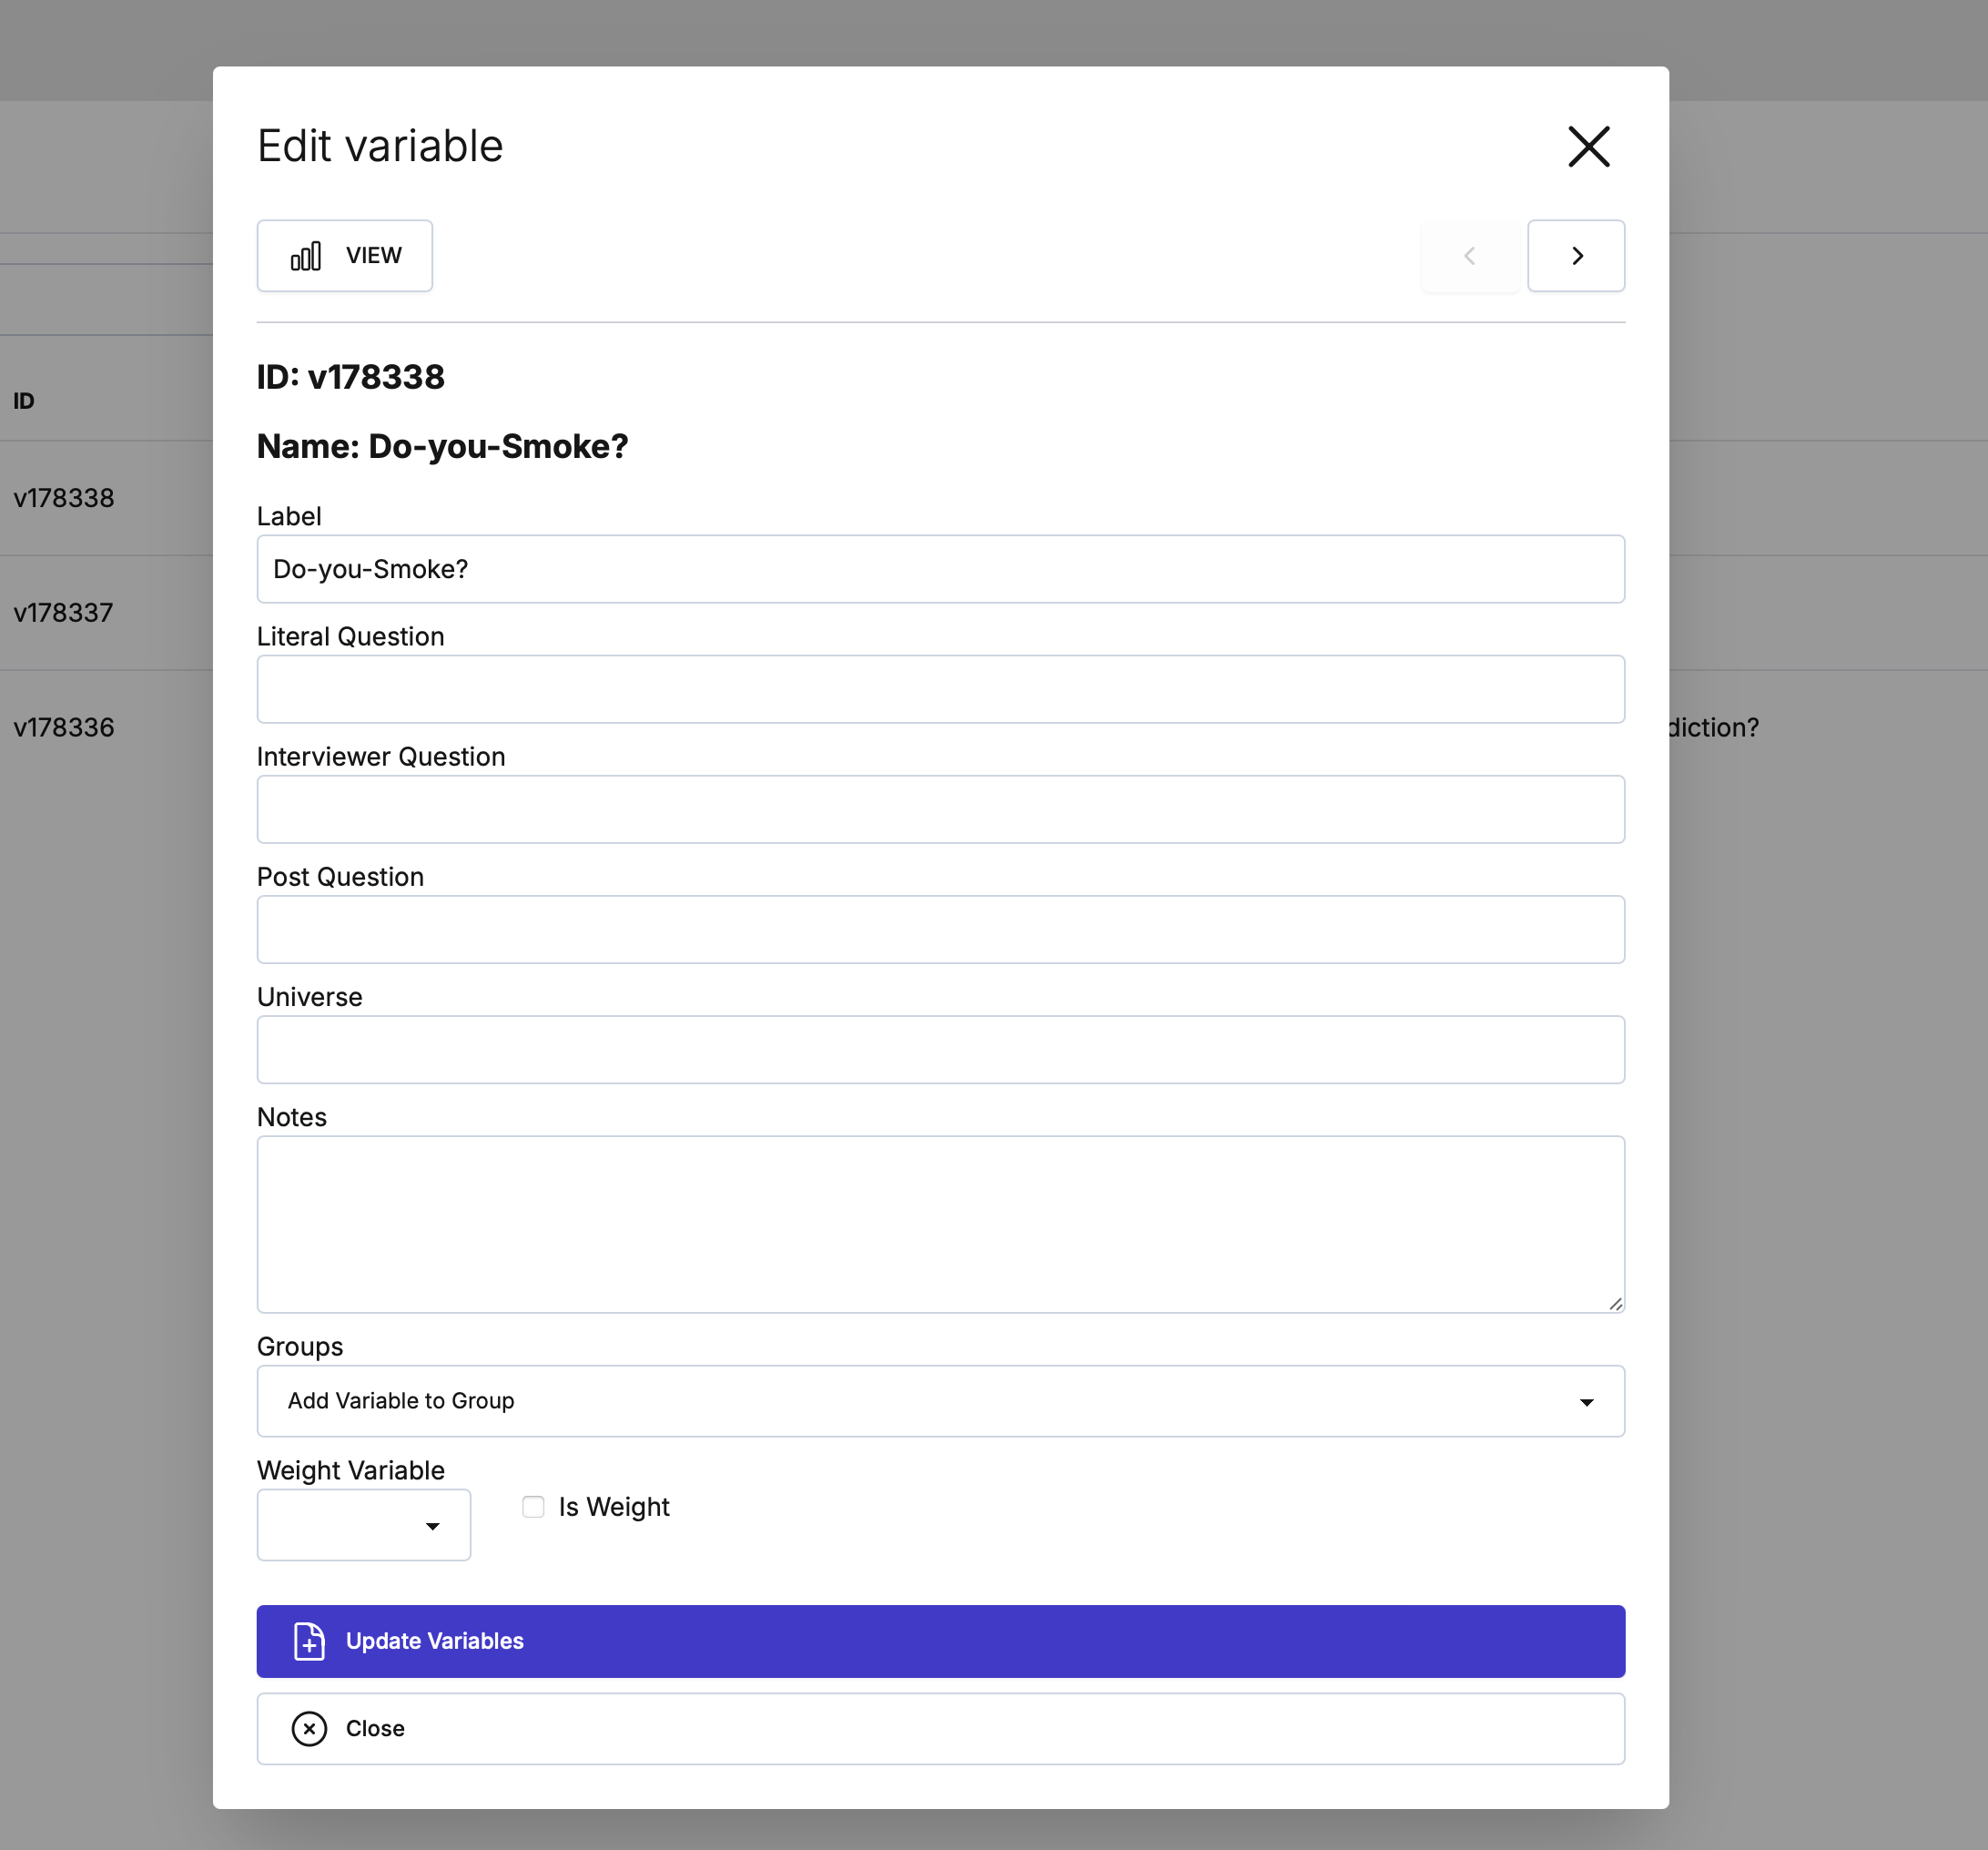 Edit variable
VIEW
ID: v178338
Name: Do-you-Smoke?
Label
Do-you-Smoke?
Literal Question
Interviewer Question
Post Question
Universe
Notes
Groups
Add Variable to Group
Weight Variable
Is Weight
Update Variables
Close
ID
v178338
v178337
v178336
diction?